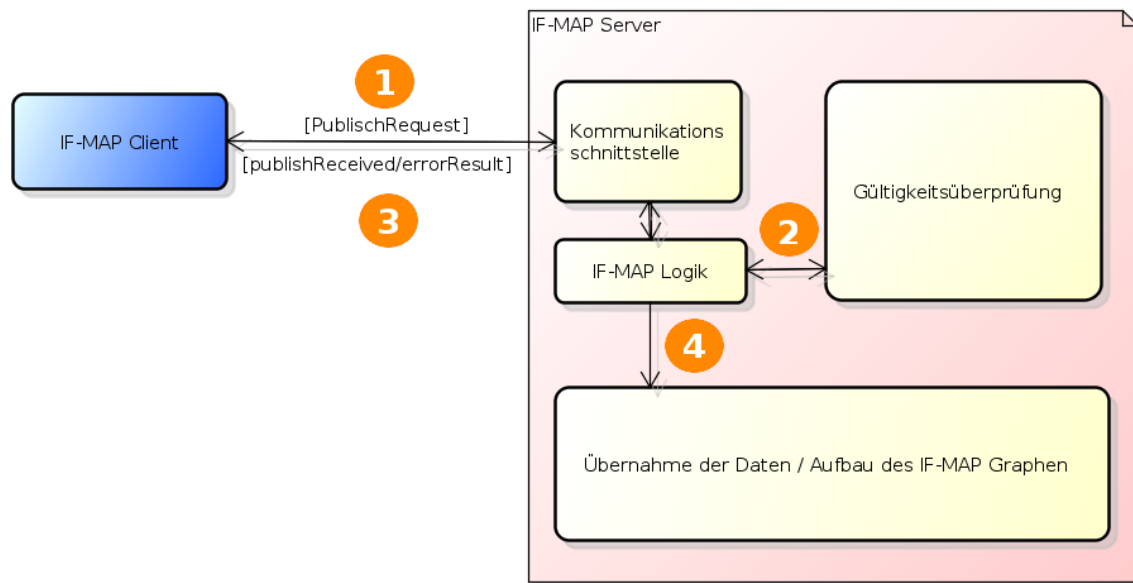 IF-MAP Server
1
[PublischRequest]
IF-MAP Client
[publishReceived/errorResult]
3
Kommunikations
schnittstelle
Gültigkeitsüberprüfung
2
IF-MAP Logik
4
Übernahme der Daten / Aufbau des IF-MAP Graphen